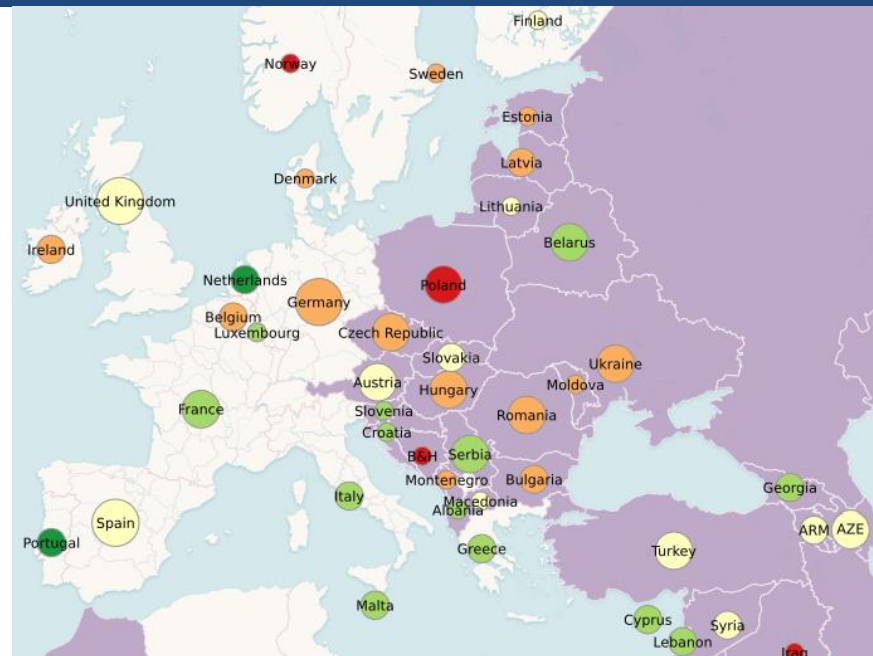 Finland
Norway
Sweden
Estonia
Latvia
Denmark
United Kingdom
Lithuania
Belarus
Ireland
Netherlands
Poland
Germany
Belgium
Luxembourg
Czech Republic
Slovakia
Ukraine
Austria
Hungary
Moldova
France
Slovenia
Romania
Croatia
B&H
Serbia
Montenegro
Bulgaria
Georgia
Italy
Macedonia
Albania
Spain
ARM
AZE
Portugal
Greece
Turkey
Malta
Cyprus
Syria
Lebanon
Iraq